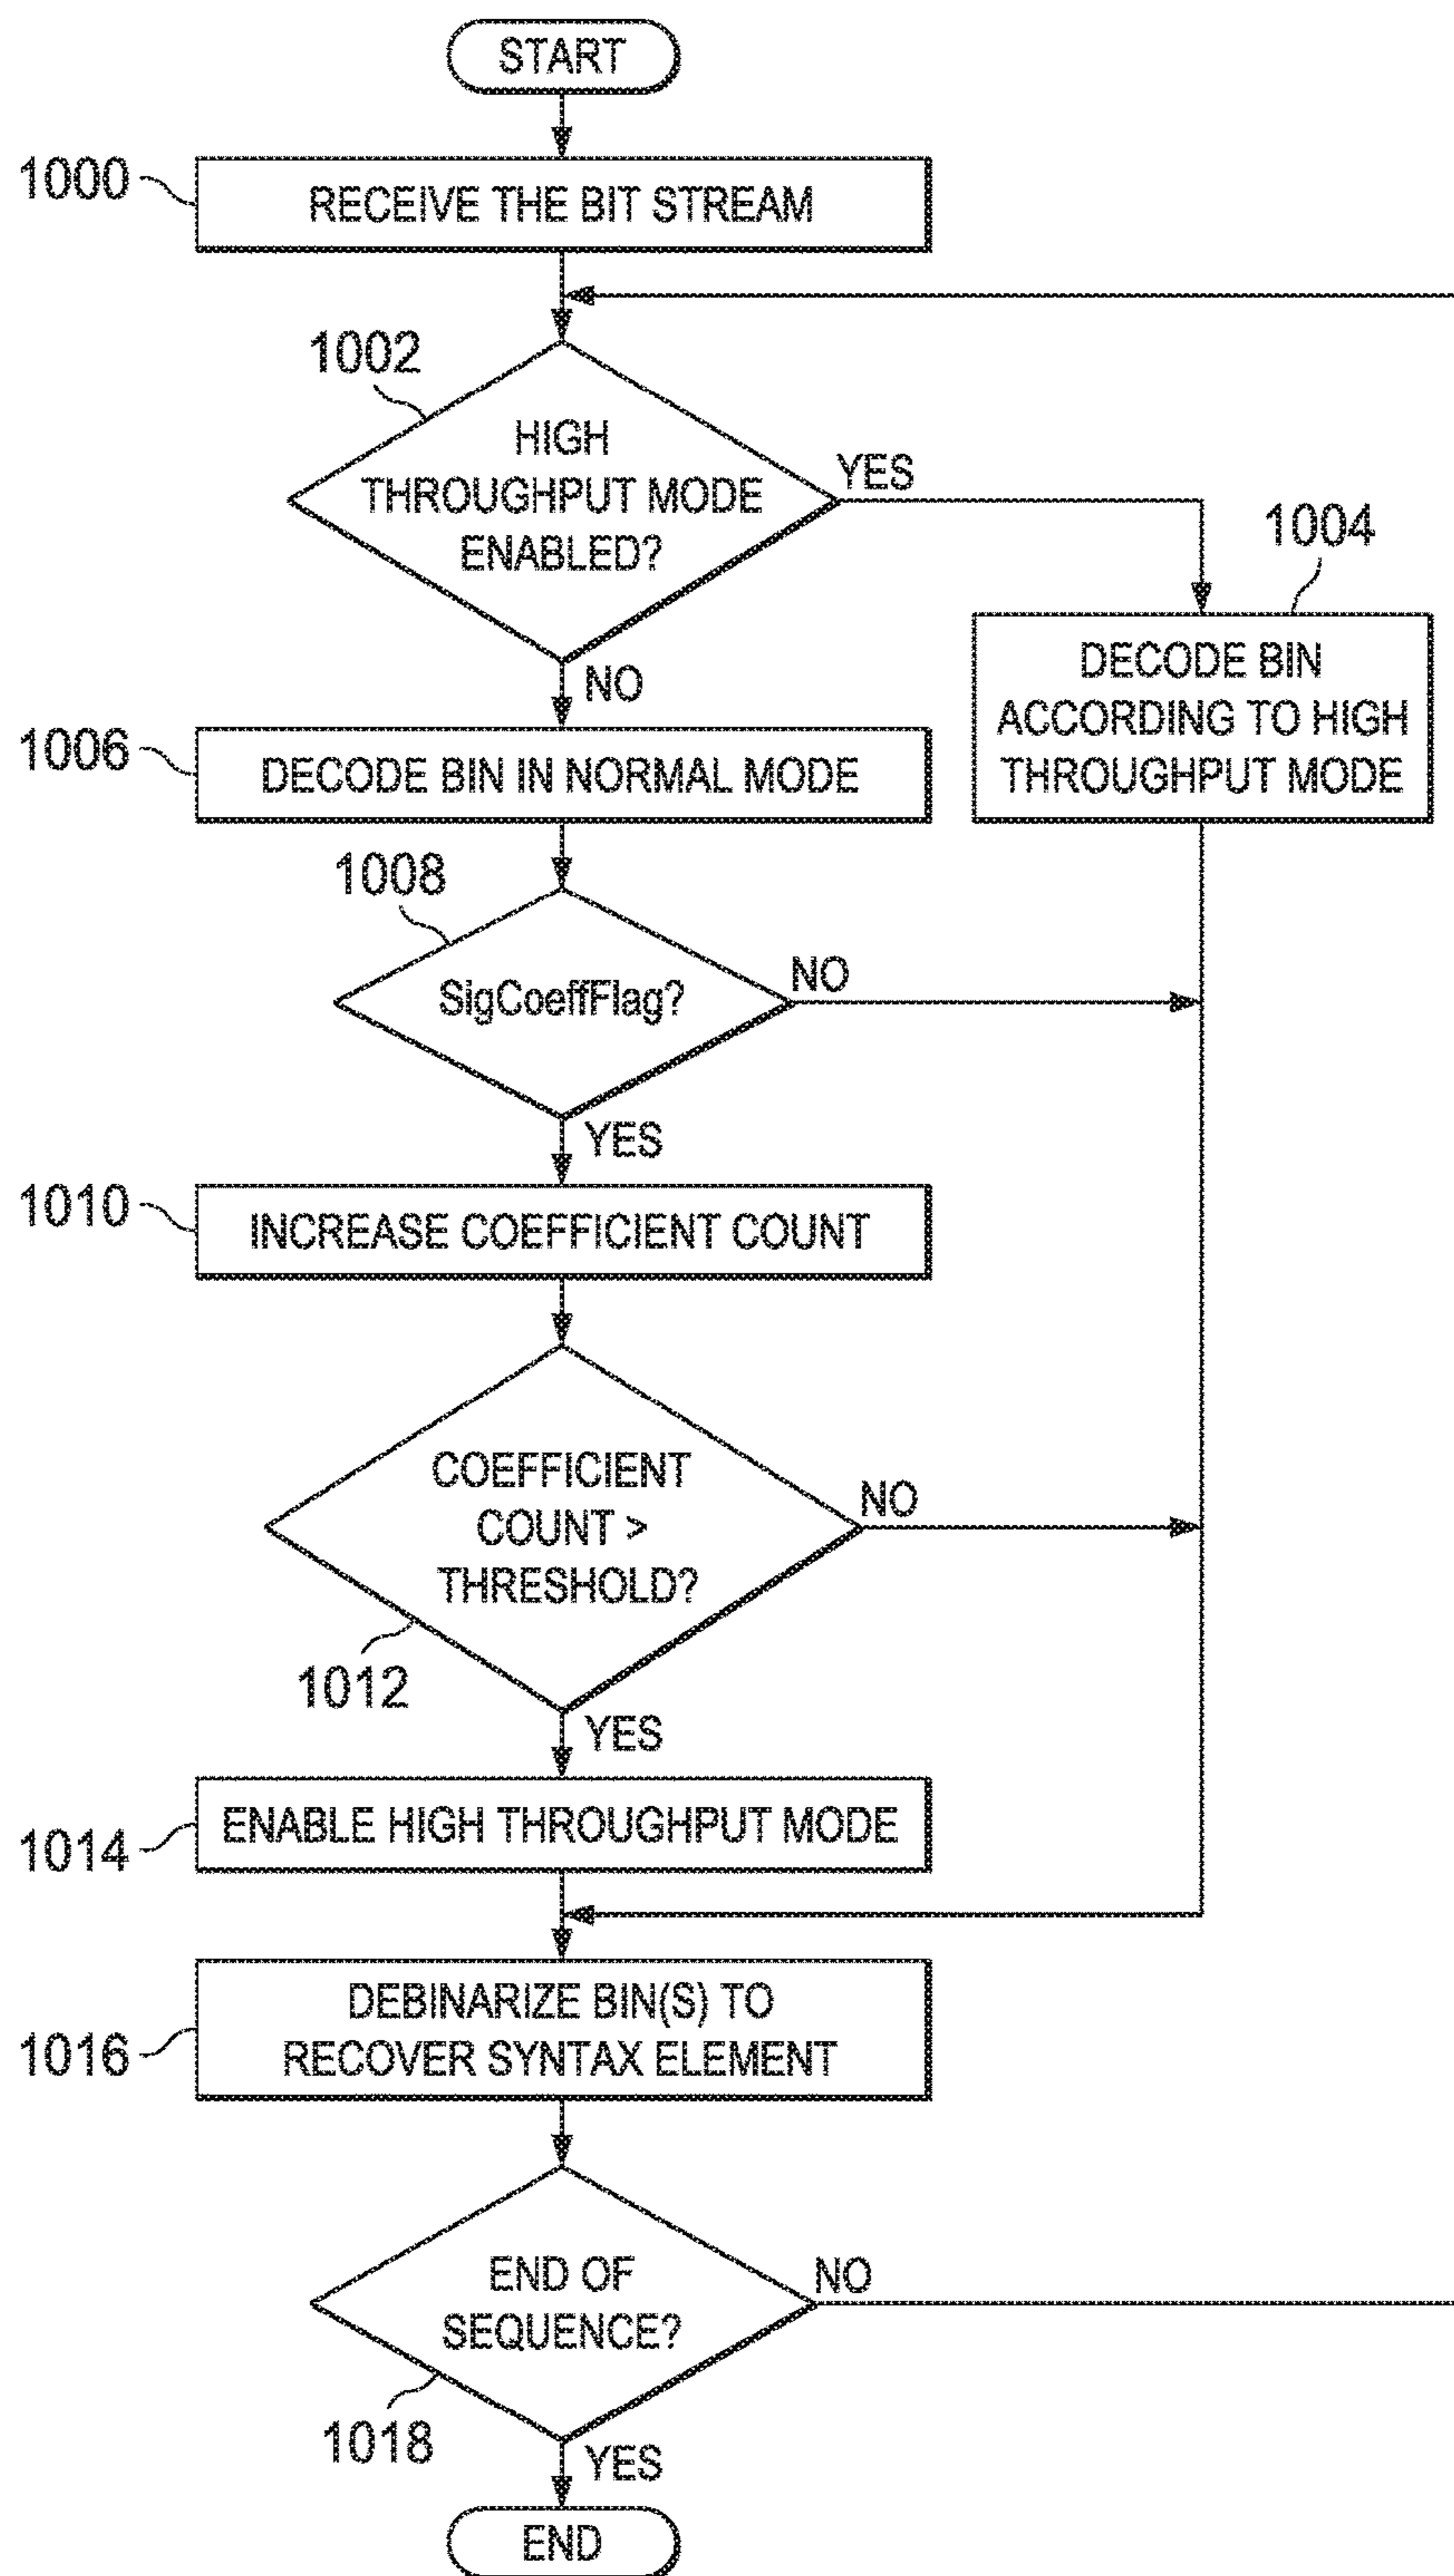 START
1000
RECEIVE THE BIT STREAM
1002
HIGH
THROUGHPUT MODE
ENABLED?
YES
1004
DECODE BIN
ACCORDING TO HIGH
THROUGHPUT MODE
NO
1006
DECODE BIN IN NORMAL MODE
1008
SigCoeffFlag?
NO
YES
1010
INCREASE COEFFICIENT COUNT
COEFFICIENT
COUNT >
THRESHOLD?
NO
1012
YES
1014
ENABLE HIGH THROUGHPUT MODE
1016
DEBINARIZE BIN(S) TO
RECOVER SYNTAX ELEMENT
END OF
SEQUENCE?
NO
1018
YES
END